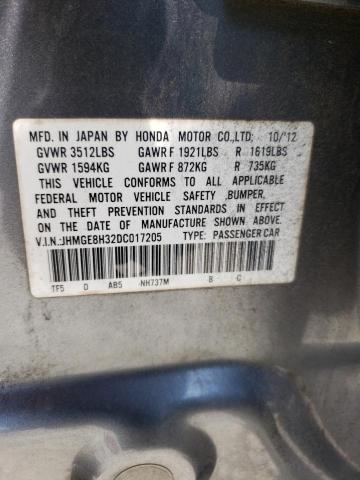 MFD. IN JAPAN BY HONDA MOTOR CO.,LTD. 10/'12
GVWR 3512LBS GAWR F 1921LBS R 1619LBS
GVWR 1594KG GAWR F 872KG R 735KG
THIS VEHICLE CONFORMS TO ALL APPLICABLE
FEDERAL MOTOR VEHICLE SAFETY ,BUMPER,
AND THEFT PREVENTION STANDARDS IN EFFECT
ON THE DATE OF MANUFACTURE SHOWN ABOVE.
V.I.N.:JHMGE8H32DC017205 TYPE: PASSENGER CAR
TF5 D AB5 NH737M B C